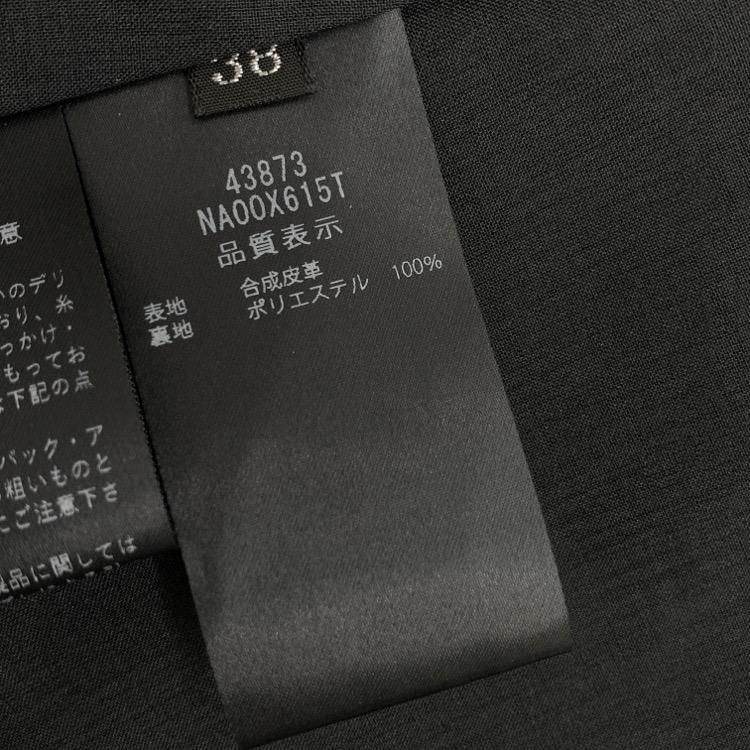 38
43873
NA00X615T
品質表示
表地 合成皮革
裏地 ポリエステル 100%
意
いのデリ
おり、糸
っかけ・
もってお
下記の点
バック・ア
粗いものと
にご注意下さ
製品に関しては